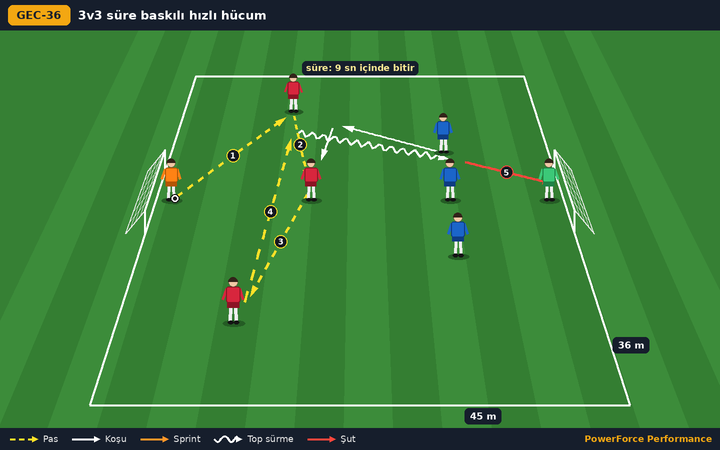 GEC-36 3v3 süre baskılı hızlı hücum
süre: 9 sn içinde bitir
1
2
5
4
3
36 m
45 m
Pas Koşu Sprint Top sürme Şut PowerForce Performance